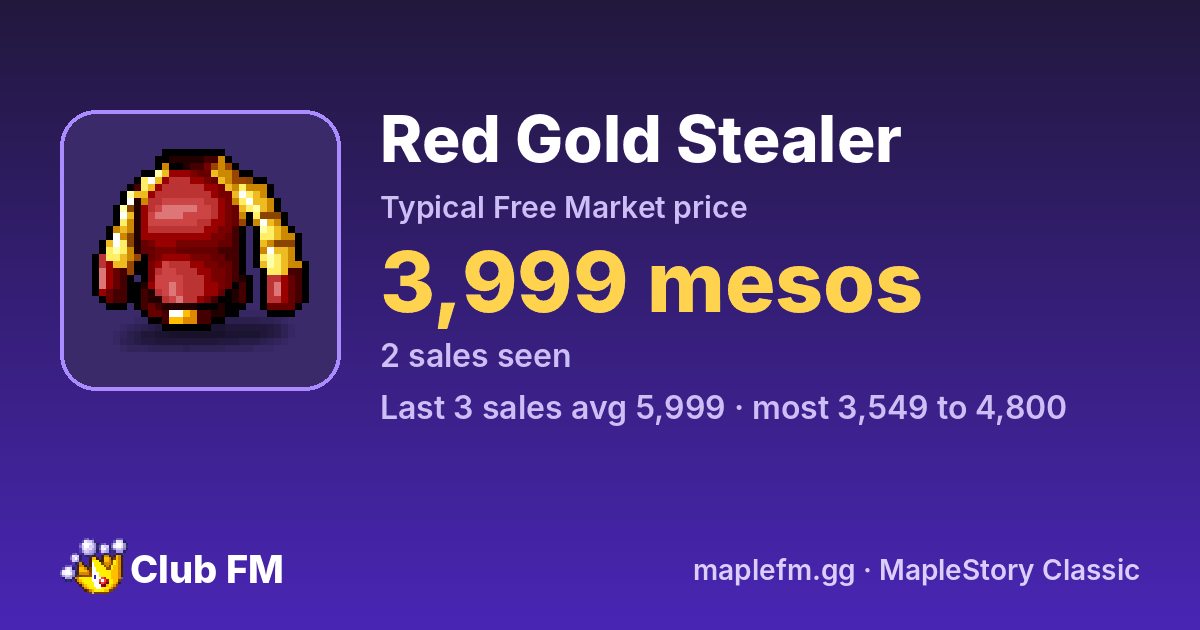 Red Gold Stealer
Typical Free Market price
3,999 mesos
2 sales seen
Last 3 sales avg 5,999 · most 3,549 to 4,800
Club FM
maplefm.gg · MapleStory Classic